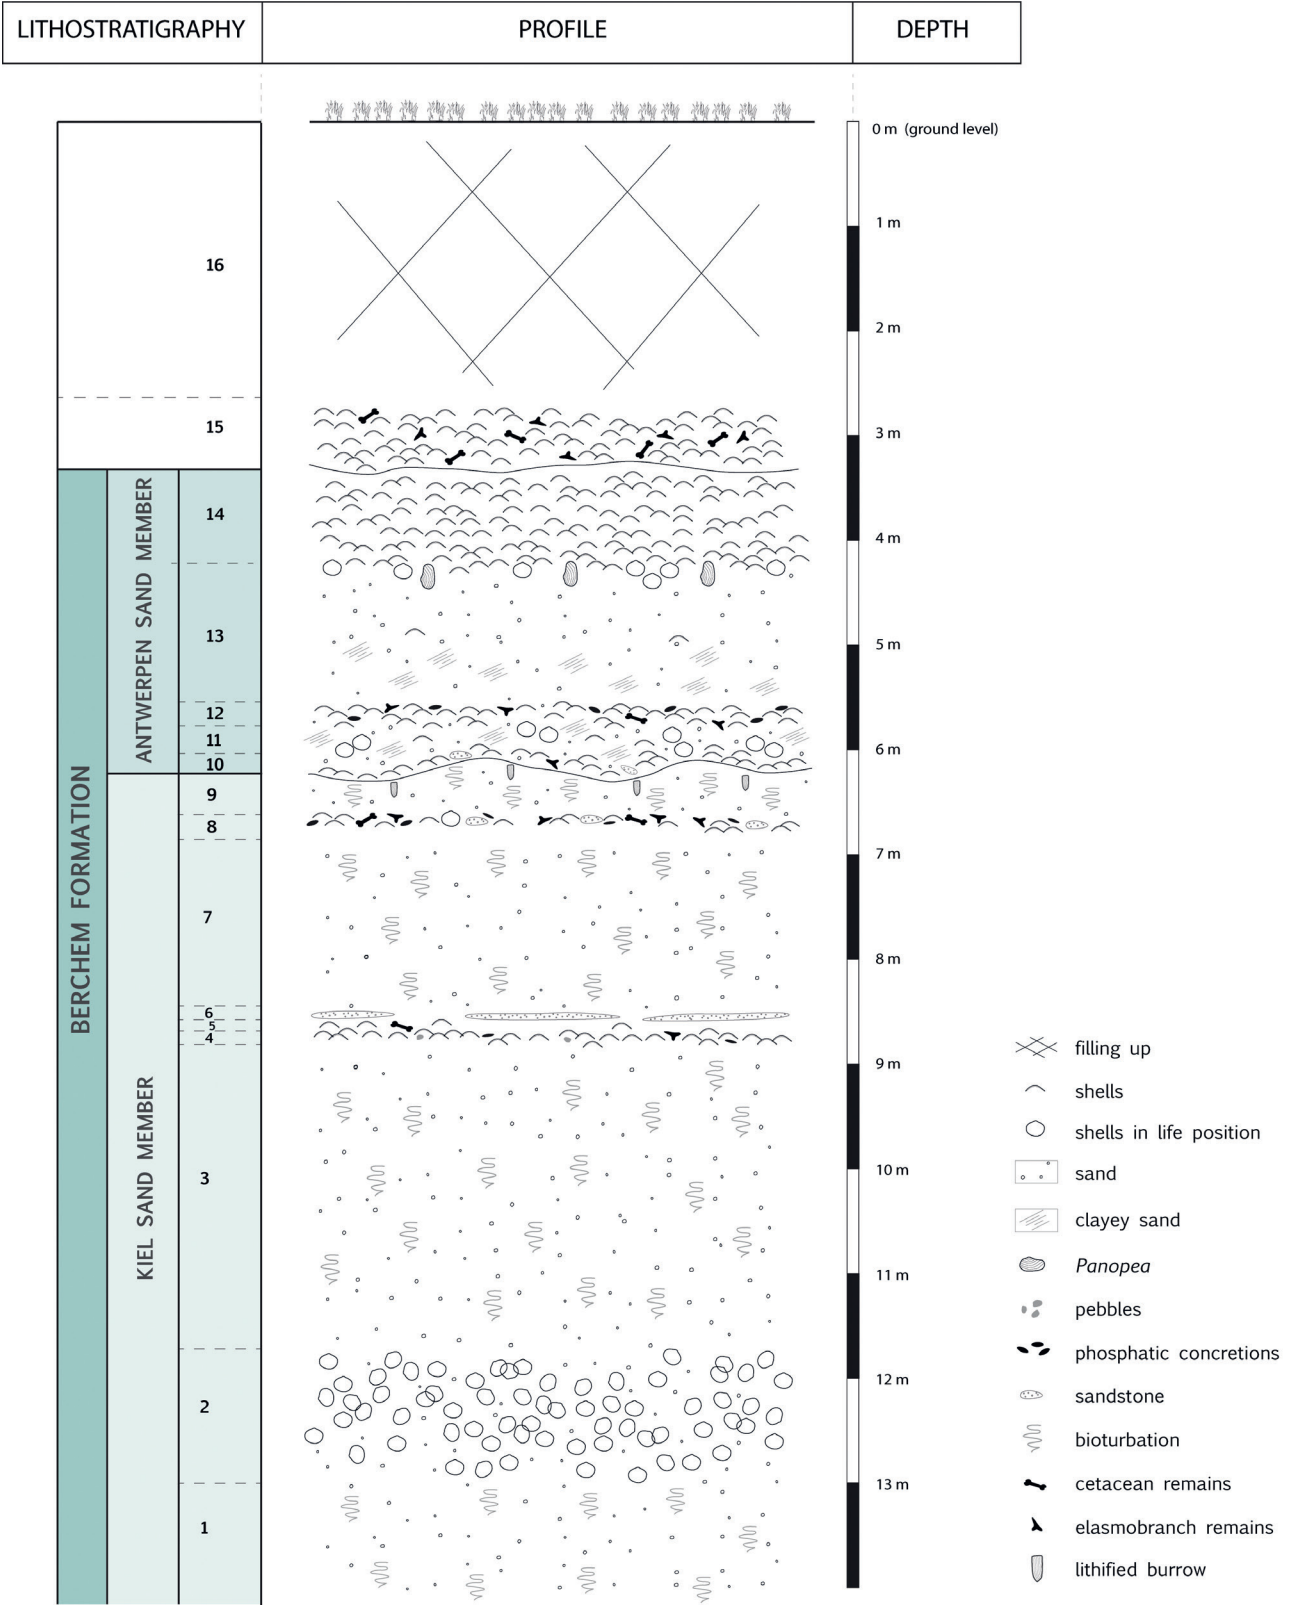 LITHOSTRATIGRAPHY
PROFILE
DEPTH
0 m (ground level)
1 m
2 m
3 m
4 m
5 m
6 m
7 m
8 m
9 m
10 m
11 m
12 m
13 m
16
15
14
13
12
11
10
9
8
7
6
5
4
3
2
1
BERCHEM FORMATION
ANTWERPEN SAND MEMBER
KIEL SAND MEMBER
filling up
shells
shells in life position
sand
clayey sand
Panopea
pebbles
phosphatic concretions
sandstone
bioturbation
cetacean remains
elasmobranch remains
lithified burrow